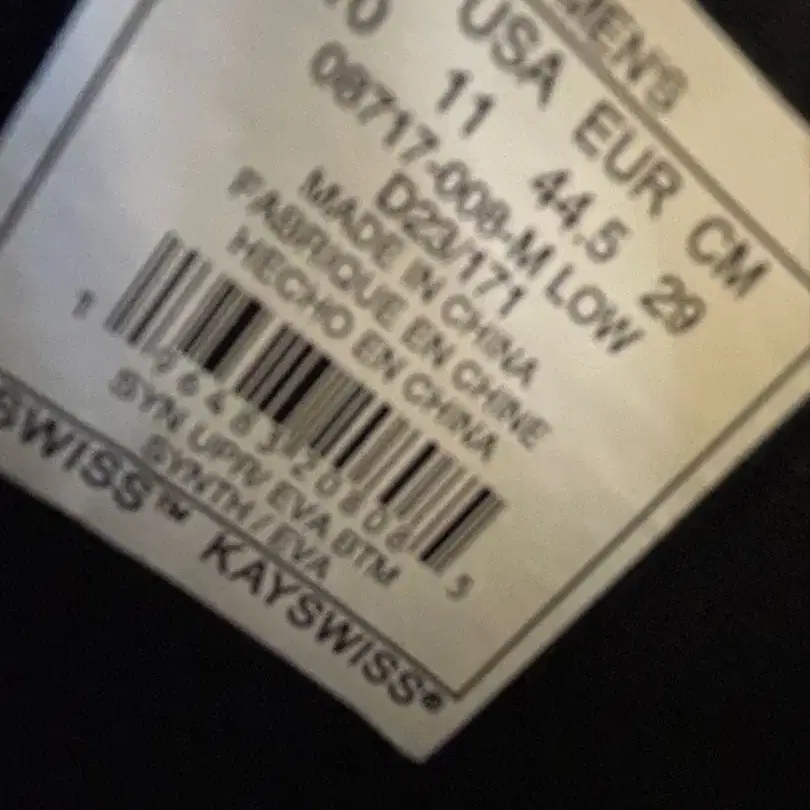 MEN'S
USA EUR CM
11 44.5 29
08717-008-M LOW
D23/171
MADE IN CHINA
FABRIQUE EN CHINE
HECHO EN CHINA
SYN UPR/ EVA BTM
SYNTH / EVA
SWISS™ KAYSWISS®